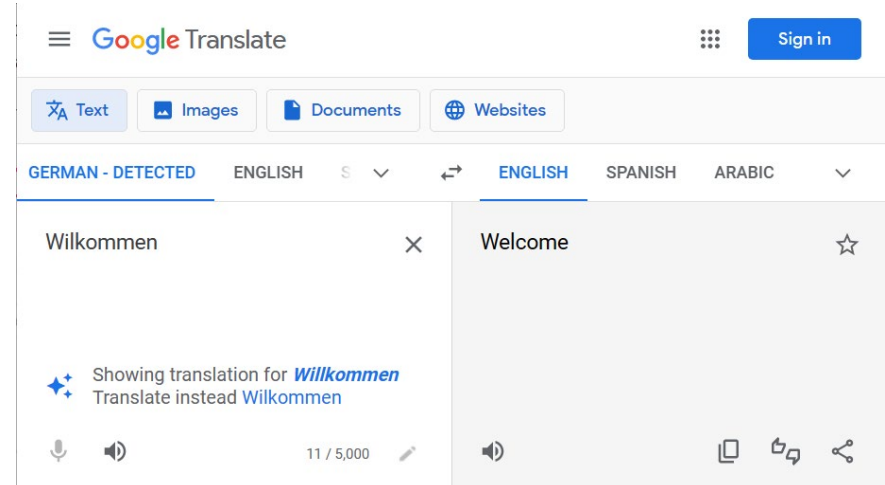 Google Translate
Sign in
Text Images Documents Websites
GERMAN - DETECTED ENGLISH S ENGLISH SPANISH ARABIC
Wilkommen Welcome
Showing translation for Willkommen
Translate instead Wilkommen
11 / 5,000